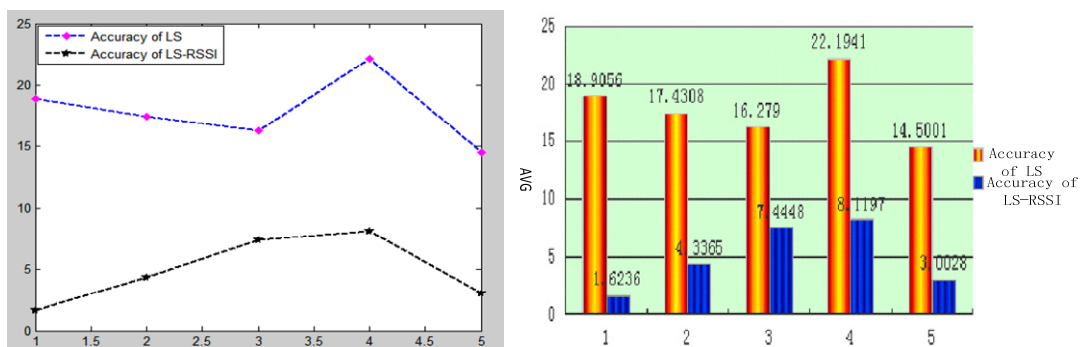 25
20
15
10
5
0
Accuracy of LS
Accuracy of LS-RSSI
1 1.5 2 2.5 3 3.5 4 4.5 5
AVG
25
20
15
10
5
0
18.9056
17.4308
16.279
22.1941
14.5001
1.6236
4.3365
7.4448
8.1197
3.0028
1 2 3 4 5
Accuracy
of LS
Accuracy of
LS-RSSI